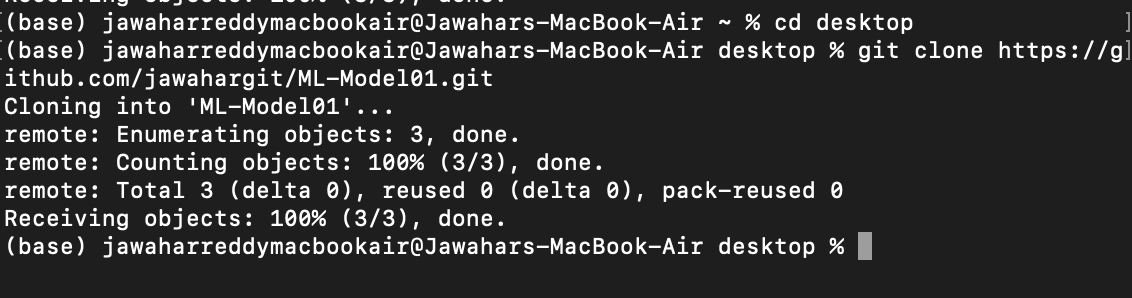 Receiving objects: 100% (3/3), done.
[(base) jawaharreddymacbookair@Jawahars-MacBook-Air ~ % cd desktop ]
[(base) jawaharreddymacbookair@Jawahars-MacBook-Air desktop % git clone https://g]
ithub.com/jawahargit/ML-Model01.git
Cloning into 'ML-Model01'...
remote: Enumerating objects: 3, done.
remote: Counting objects: 100% (3/3), done.
remote: Total 3 (delta 0), reused 0 (delta 0), pack-reused 0
Receiving objects: 100% (3/3), done.
(base) jawaharreddymacbookair@Jawahars-MacBook-Air desktop %